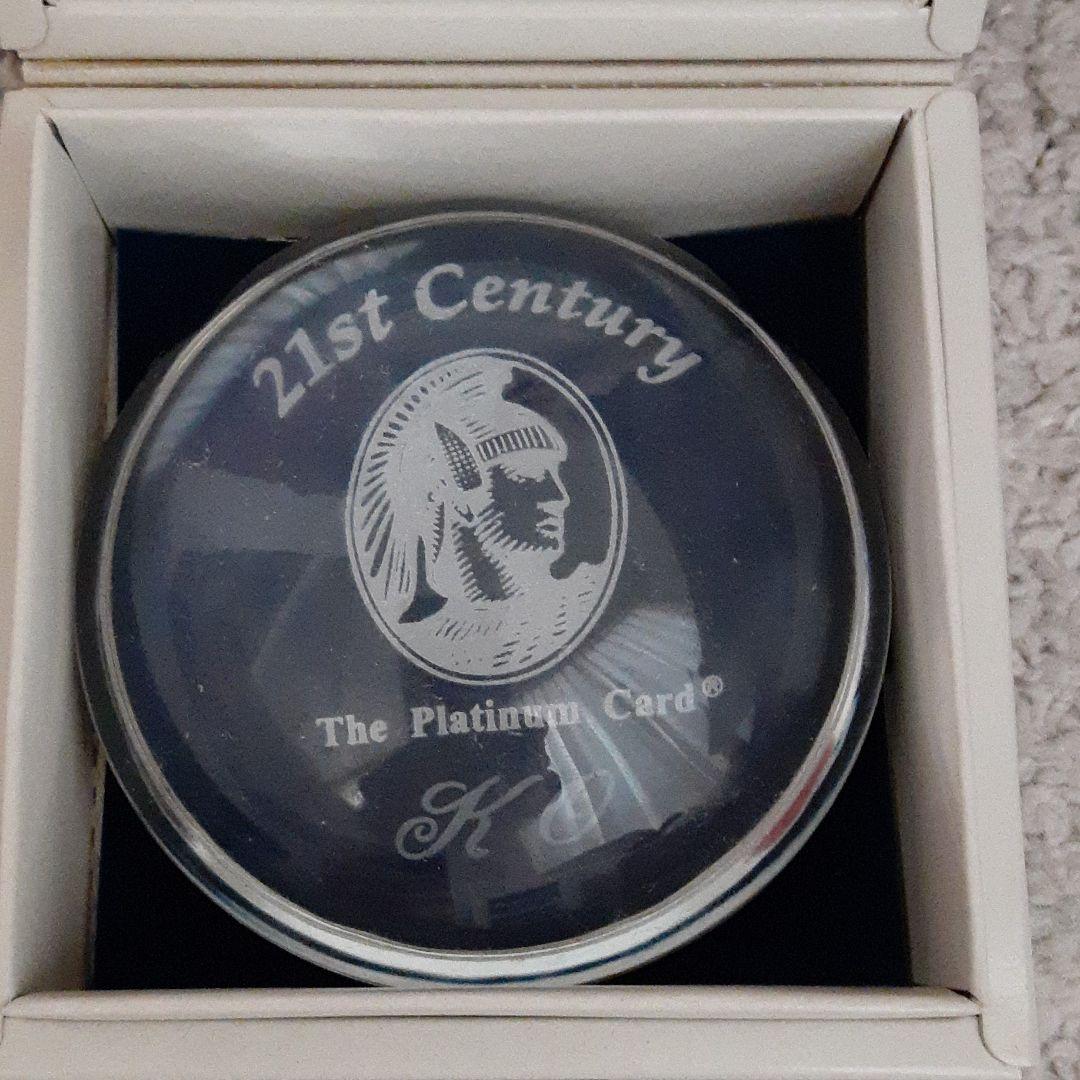 21st Century
The Platinum Card®
K